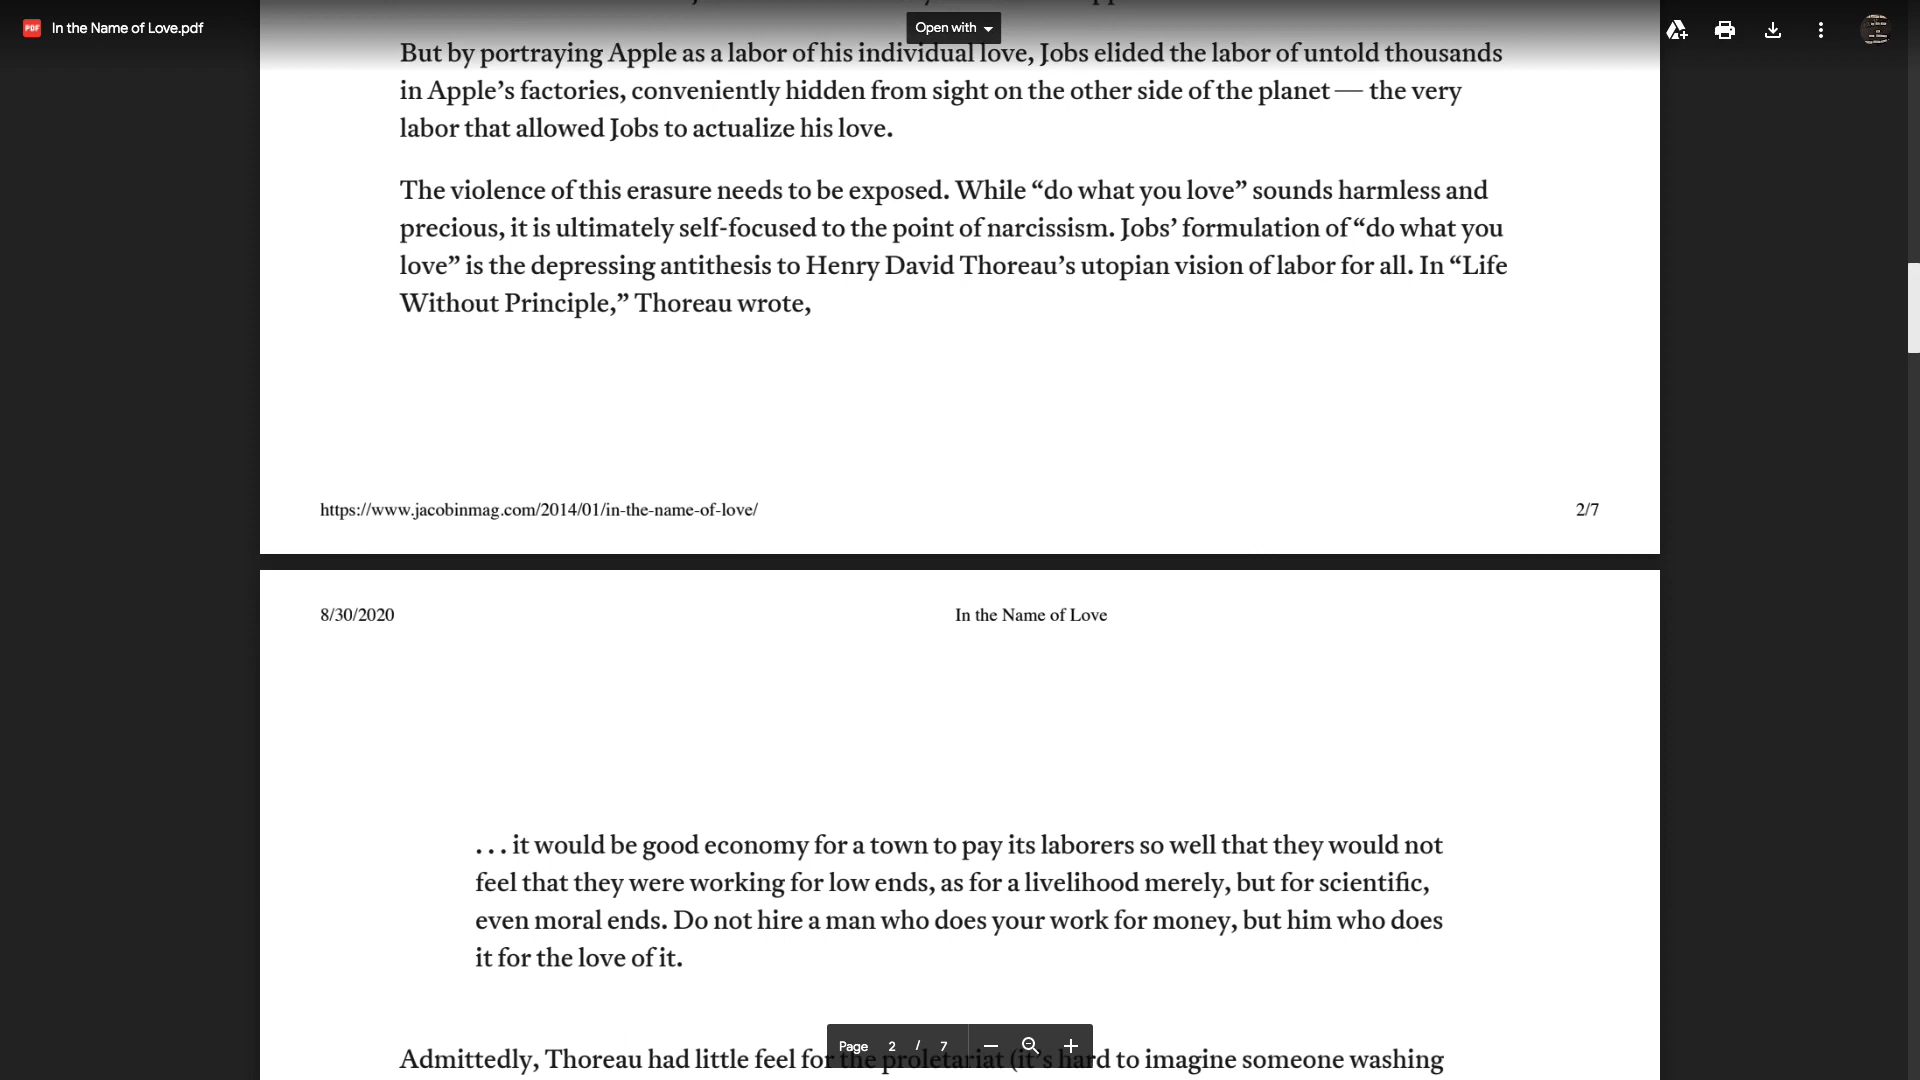 In the Name of Love.pdf
Open with
But by portraying Apple as a labor of his individual love, Jobs elided the labor of untold thousands
in Apple’s factories, conveniently hidden from sight on the other side of the planet — the very
labor that allowed Jobs to actualize his love.
The violence of this erasure needs to be exposed. While “do what you love” sounds harmless and
precious, it is ultimately self-focused to the point of narcissism. Jobs’ formulation of “do what you
love” is the depressing antithesis to Henry David Thoreau’s utopian vision of labor for all. In “Life
Without Principle,” Thoreau wrote,
https://www.jacobinmag.com/2014/01/in-the-name-of-love/ 2/7
8/30/2020 In the Name of Love
. . . it would be good economy for a town to pay its laborers so well that they would not
feel that they were working for low ends, as for a livelihood merely, but for scientific,
even moral ends. Do not hire a man who does your work for money, but him who does
it for the love of it.
Admittedly, Thoreau had little feel for the proletariat (it’s hard to imagine someone washing
Page 2 / 7